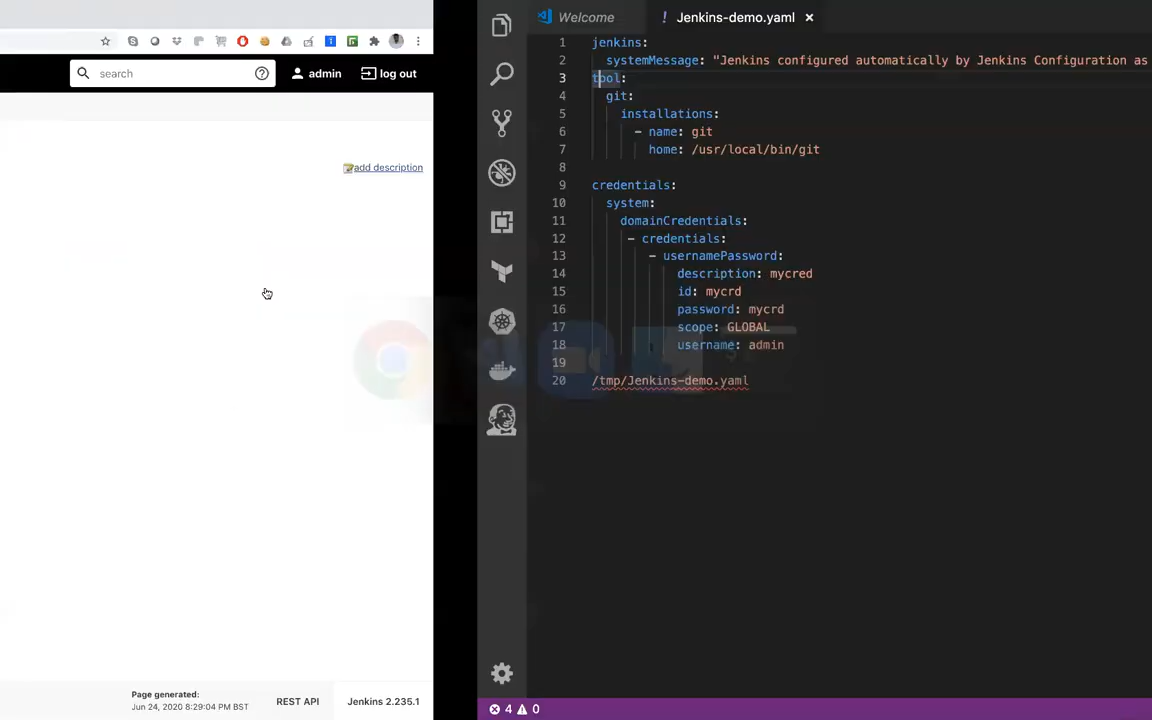 search
admin
log out
add description
Page generated:
Jun 24, 2020 8:29:04 PM BST
REST API
Jenkins 2.235.1
Welcome
! Jenkins-demo.yaml ×
1 jenkins:
2 systemMessage: "Jenkins configured automatically by Jenkins Configuration as
3 tool:
4 git:
5 installations:
6 - name: git
7 home: /usr/local/bin/git
8
9 credentials:
10 system:
11 domainCredentials:
12 - credentials:
13 - usernamePassword:
14 description: mycred
15 id: mycrd
16 password: mycrd
17 scope: GLOBAL
18 username: admin
19
20 /tmp/Jenkins-demo.yaml
4 0